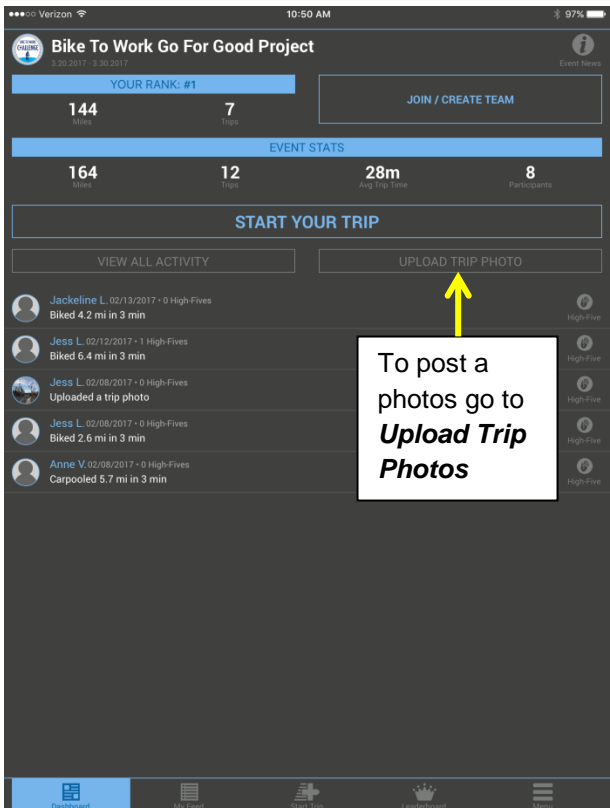 Verizon 10:50 AM 97%
BIKE TO WORK CHALLENGE
Bike To Work Go For Good Project
3.20.2017 - 3.30.2017
Event News
YOUR RANK: #1
144 7
Miles Trips
JOIN / CREATE TEAM
EVENT STATS
164 12 28m 8
Miles Trips Avg Trip Time Participants
START YOUR TRIP
VIEW ALL ACTIVITY UPLOAD TRIP PHOTO
Jackeline L. 02/13/2017 • 0 High-Fives
Biked 4.2 mi in 3 min
High-Five
Jess L. 02/12/2017 • 1 High-Fives
Biked 6.4 mi in 3 min
High-Five
Jess L. 02/08/2017 • 0 High-Fives
Uploaded a trip photo
High-Five
Jess L. 02/08/2017 • 0 High-Fives
Biked 2.6 mi in 3 min
High-Five
Anne V. 02/08/2017 • 0 High-Fives
Carpooled 5.7 mi in 3 min
High-Five
To post a
photos go to
Upload Trip
Photos
Dashboard My Feed Start Trip Leaderboard Menu